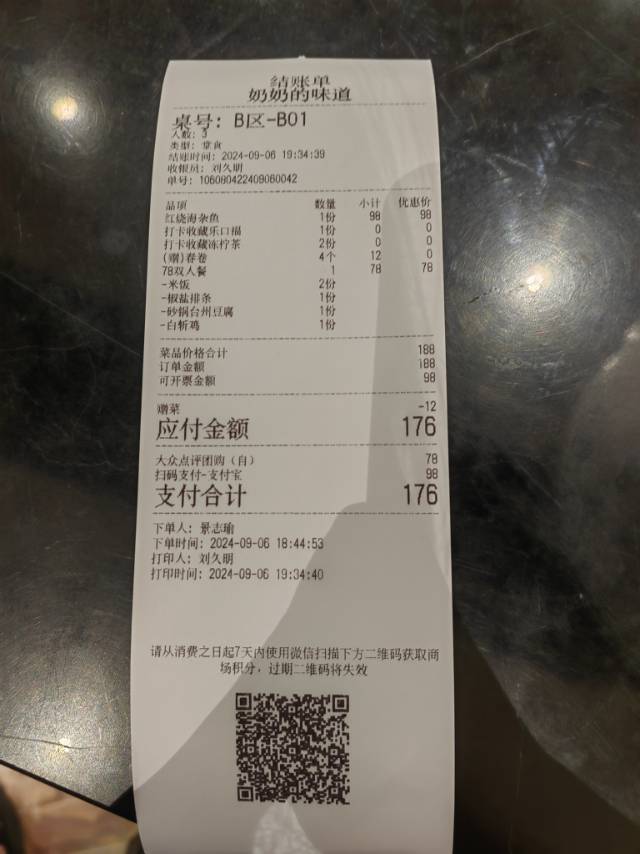 结账单
奶奶的味道
桌号: B区-B01
人数: 3
类型: 堂食
结账时间: 2024-09-06 19:34:39
收银员: 刘久明
单号: 106080422409060042
品项 数量 小计 优惠价
红烧海杂鱼 1份 98 98
打卡收藏乐口福 1份 0 0
打卡收藏冻柠茶 2份 0 0
(赠)春卷 4个 12 0
78双人餐 1 78 78
-米饭 2份
-椒盐排条 1份
-砂锅台州豆腐 1份
-白斩鸡 1份
菜品价格合计 188
订单金额 188
可开票金额 98
赠菜 -12
应付金额 176
大众点评团购（自） 78
扫码支付-支付宝 98
支付合计 176
下单人: 景志瑜
下单时间: 2024-09-06 18:44:53
打印人: 刘久明
打印时间: 2024-09-06 19:34:40
请从消费之日起7天内使用微信扫描下方二维码获取商
场积分, 过期二维码将失效